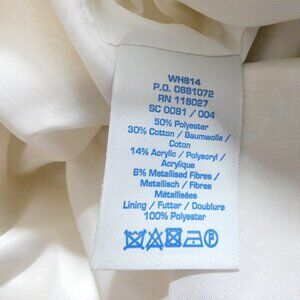 WH814
P.O. 0881072
RN 116027
SC 0081 / 004
50% Polyester
30% Cotton / Baumwolle /
Coton
14% Acrylic / Polyacryl /
Acrylique
6% Metallised Fibres /
Metallisch / Fibres
Métallisées
Lining / Futter / Doublure
100% Polyester